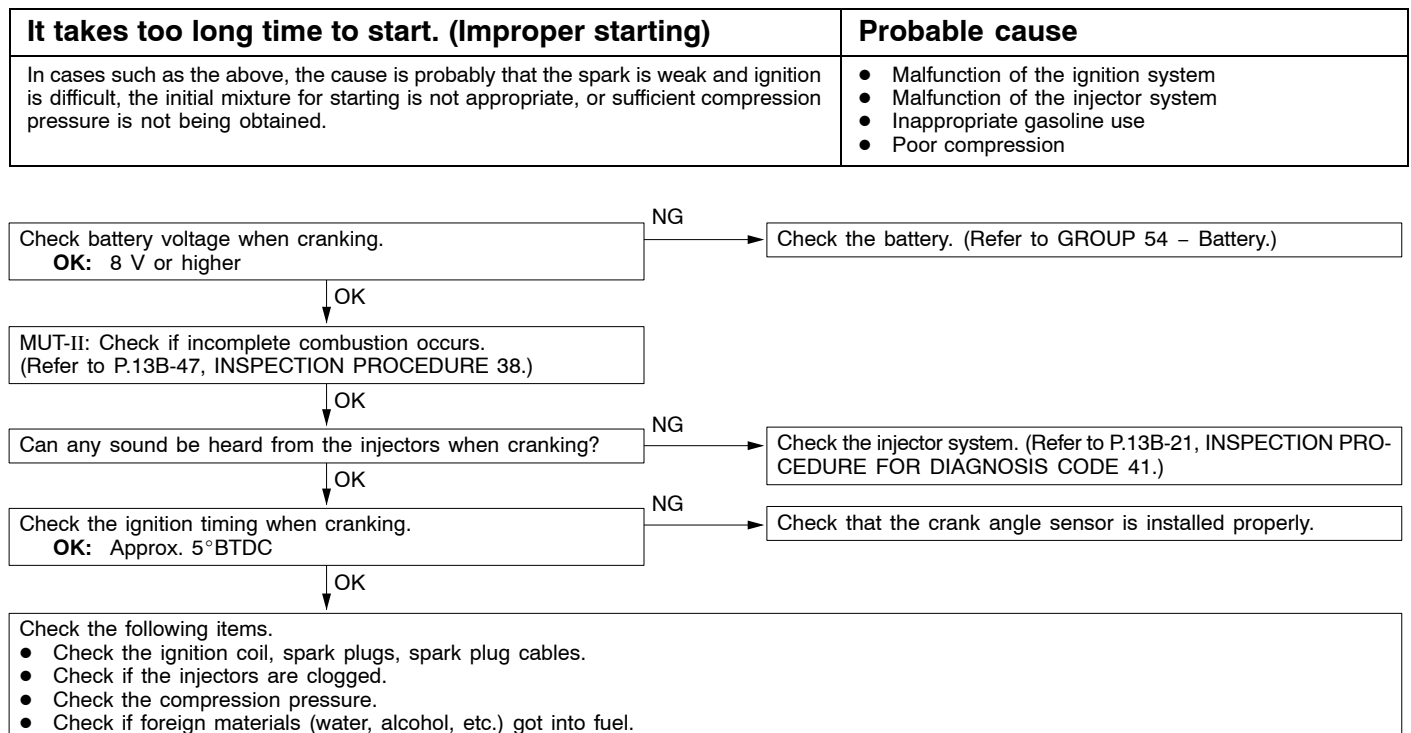 It takes too long time to start. (Improper starting)
Probable cause
In cases such as the above, the cause is probably that the spark is weak and ignition
is difficult, the initial mixture for starting is not appropriate, or sufficient compression
pressure is not being obtained.
● Malfunction of the ignition system
● Malfunction of the injector system
● Inappropriate gasoline use
● Poor compression
Check battery voltage when cranking.
OK: 8 V or higher
NG
Check the battery. (Refer to GROUP 54 – Battery.)
OK
MUT-II: Check if incomplete combustion occurs.
(Refer to P.13B-47, INSPECTION PROCEDURE 38.)
OK
Can any sound be heard from the injectors when cranking?
NG
Check the injector system. (Refer to P.13B-21, INSPECTION PRO-
CEDURE FOR DIAGNOSIS CODE 41.)
OK
Check the ignition timing when cranking.
OK: Approx. 5°BTDC
NG
Check that the crank angle sensor is installed properly.
OK
Check the following items.
● Check the ignition coil, spark plugs, spark plug cables.
● Check if the injectors are clogged.
● Check the compression pressure.
● Check if foreign materials (water, alcohol, etc.) got into fuel.